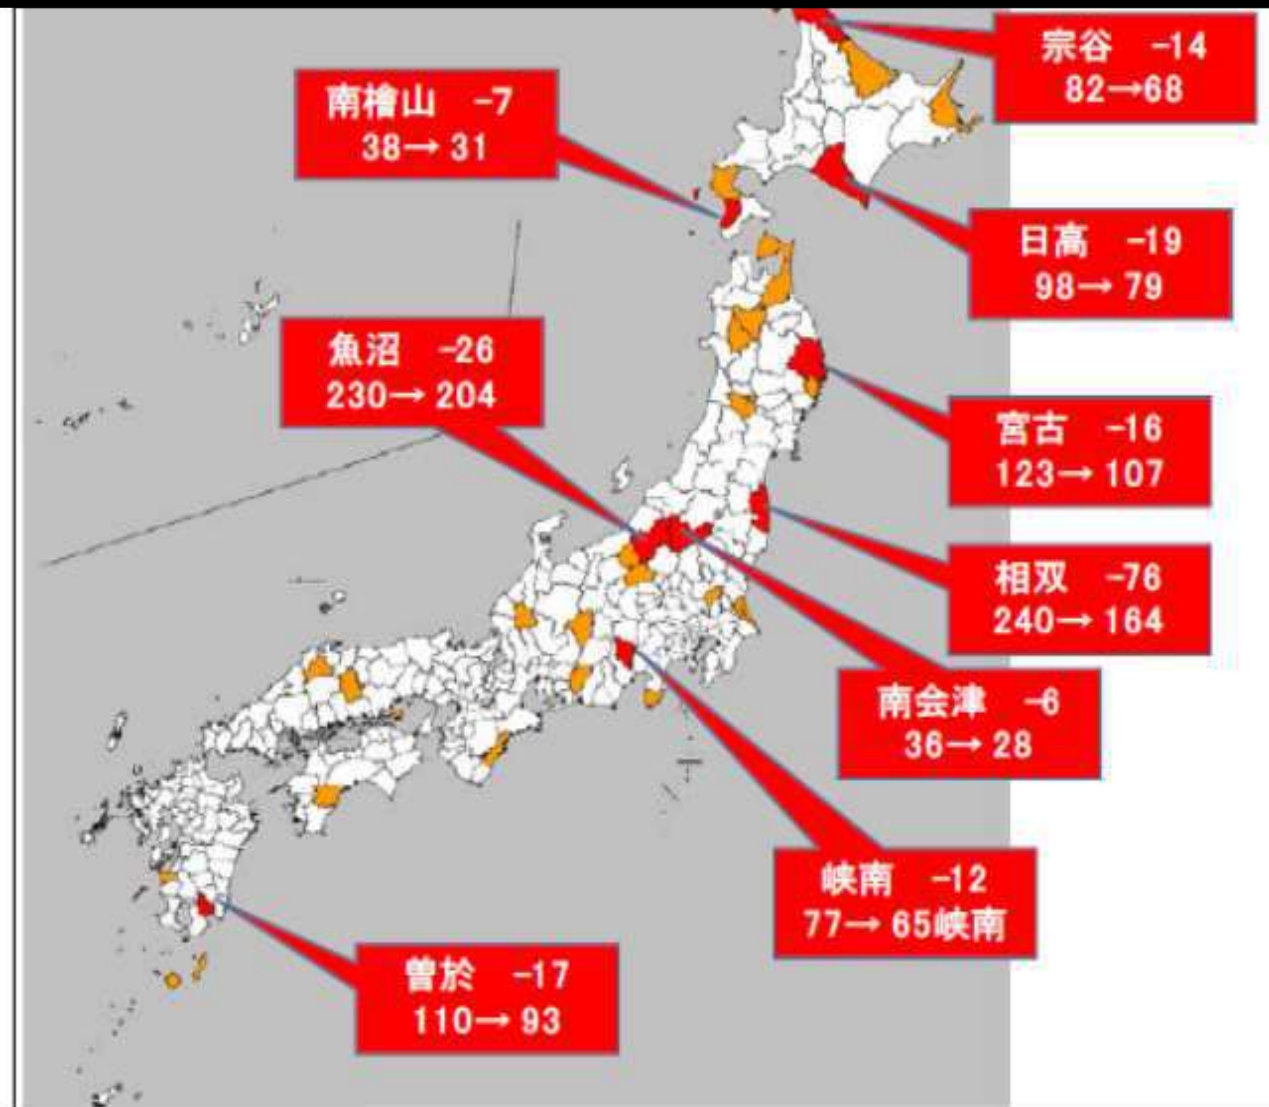 宗谷　-14
82→68
南檜山　-7
38→ 31
日高　-19
98→ 79
魚沼　-26
230→ 204
宮古　-16
123→ 107
相双　-76
240→ 164
南会津　-6
36→ 28
峡南　-12
77→ 65峡南
曽於　-17
110→ 93